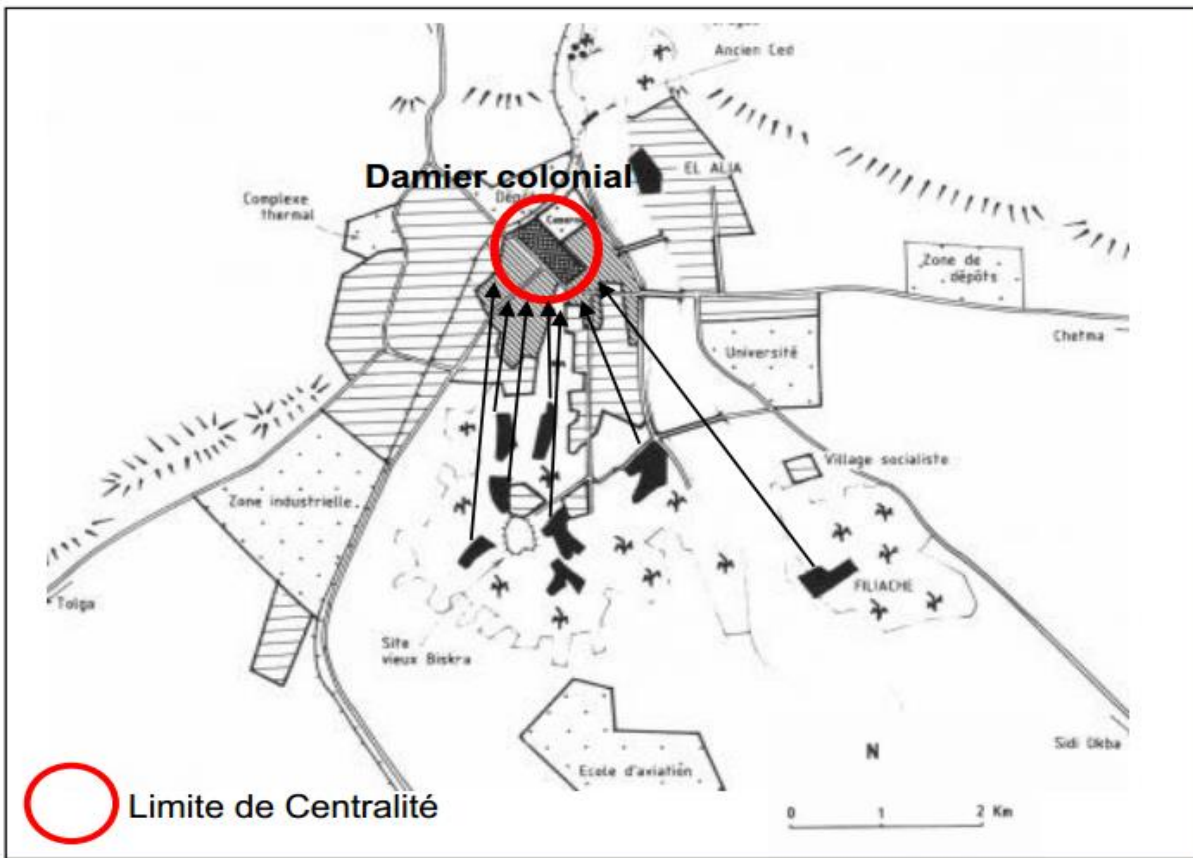 Ancien Ced
Damier colonial
EL ALIA
Complexe
thermal
Dépôt
Zone de
dépôts
Chetma
Université
Village socialiste
Zone industrielle
FILIACHE
Tolga
Site
vieux Biskra
Sidi Okba
N
Ecole d'aviation
Limite de Centralité
0 1 2 Km